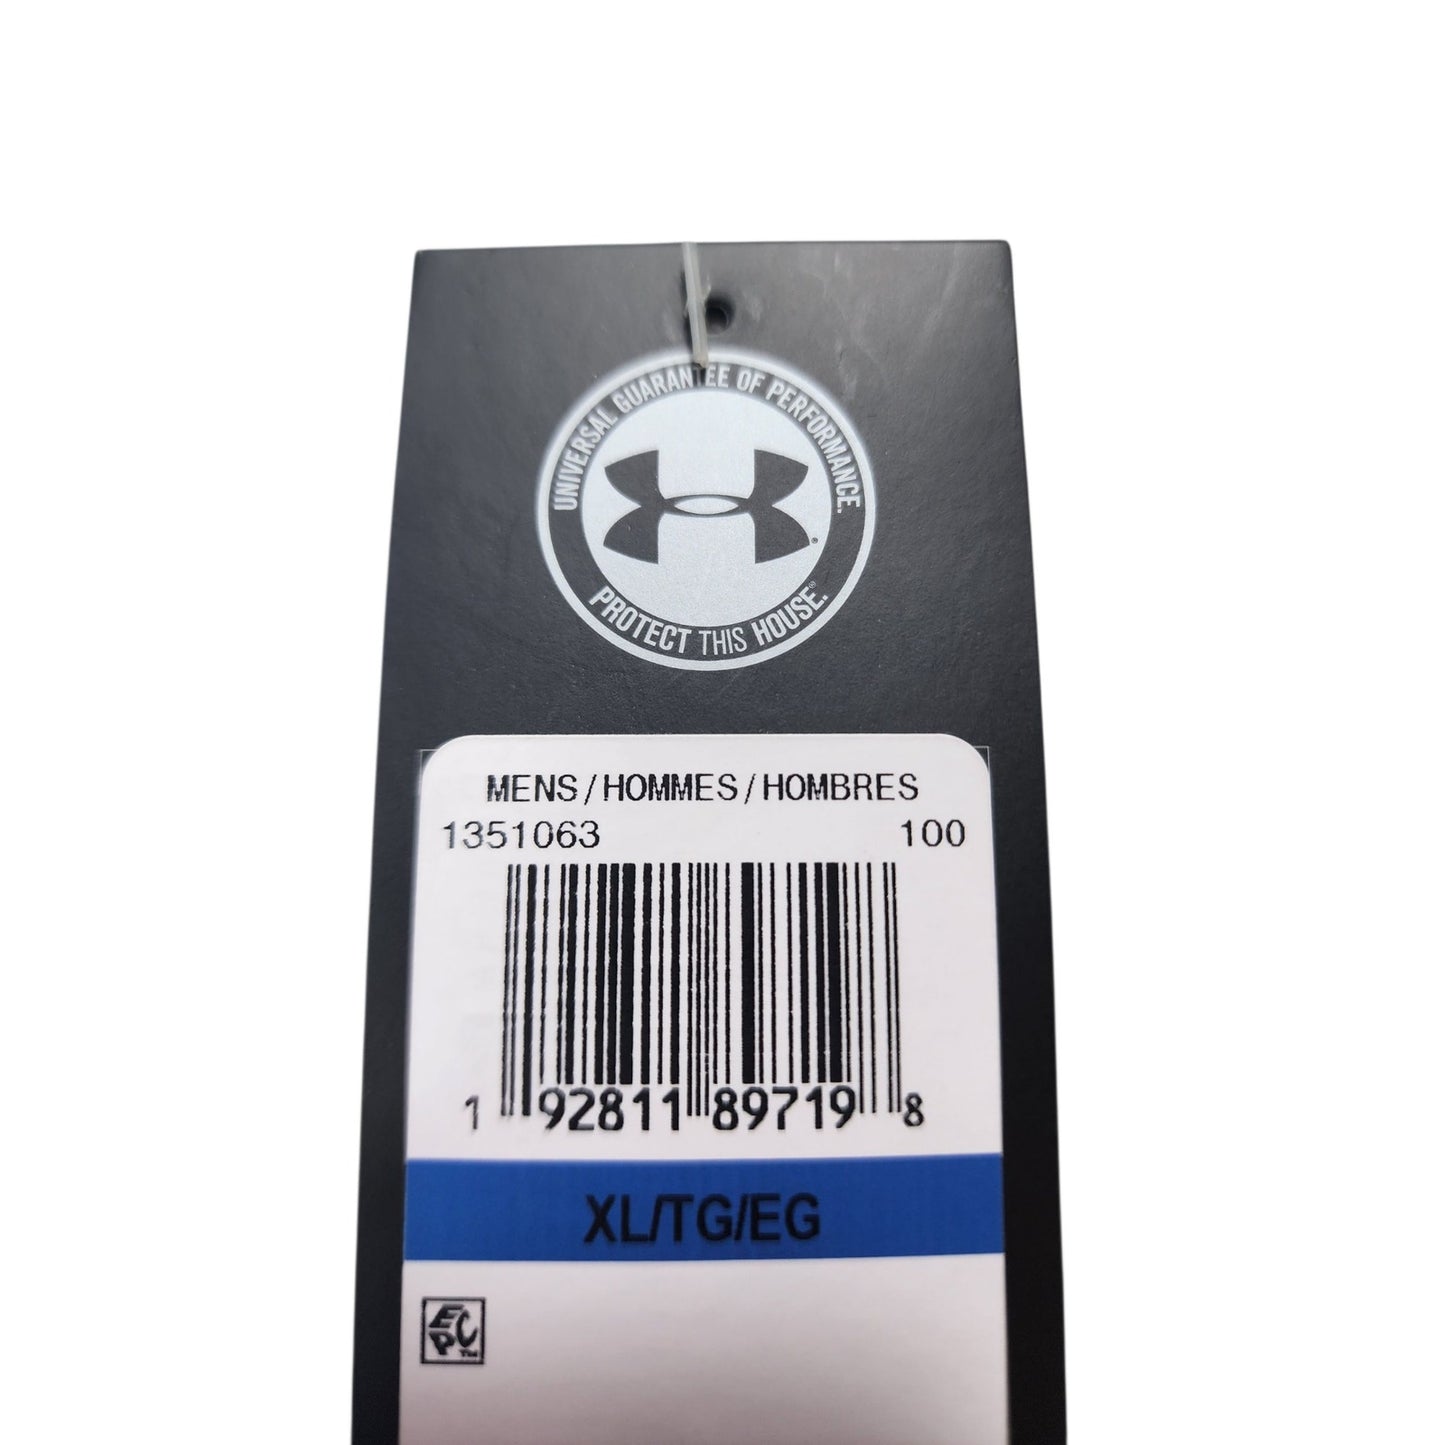 UNIVERSAL GUARANTEE OF PERFORMANCE.
PROTECT THIS HOUSE.®
MENS/HOMMES/HOMBRES
1351063 100
1 92811 89719 8
XL/TG/EG
EPC™